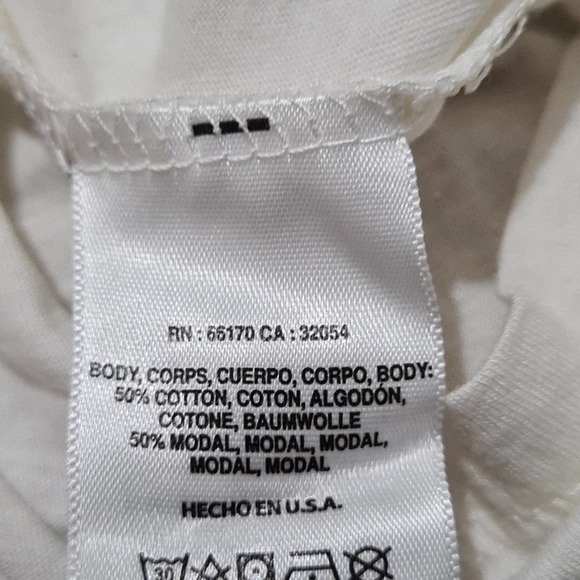 RN : 66170 CA : 32054
BODY, CORPS, CUERPO, CORPO, BODY:
50% COTTON, COTON, ALGODÓN,
COTONE, BAUMWOLLE
50% MODAL, MODAL, MODAL,
MODAL, MODAL
HECHO EN U.S.A.
30